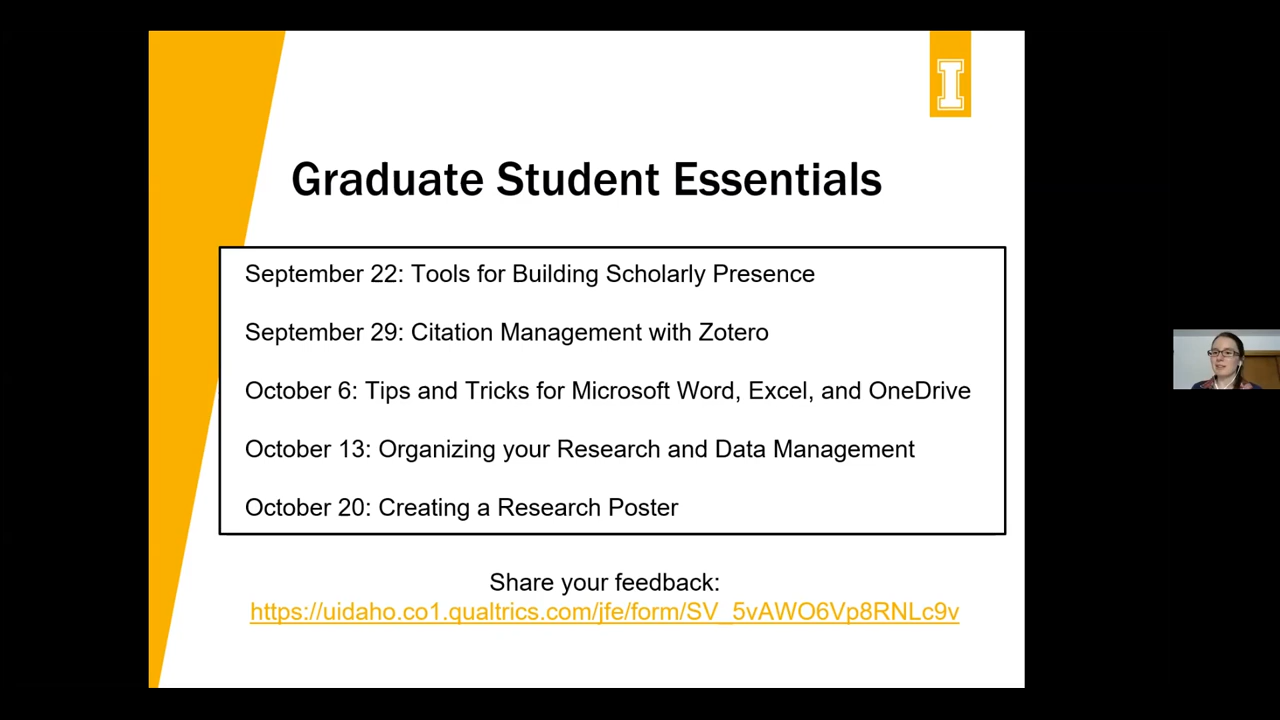 I
Graduate Student Essentials
September 22: Tools for Building Scholarly Presence
September 29: Citation Management with Zotero
October 6: Tips and Tricks for Microsoft Word, Excel, and OneDrive
October 13: Organizing your Research and Data Management
October 20: Creating a Research Poster
Share your feedback:
https://uidaho.co1.qualtrics.com/jfe/form/SV_5vAWO6Vp8RNLc9v